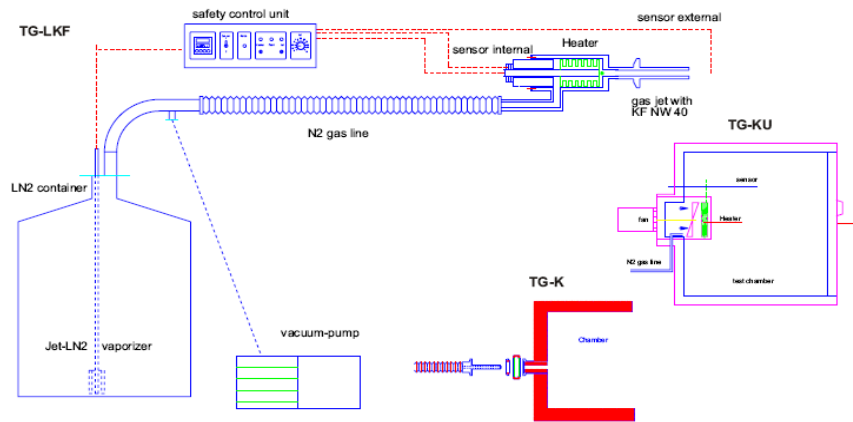 TG-LKF
safety control unit
sensor external
sensor internal
Heater
gas jet with
KF NW 40
N2 gas line
TG-KU
LN2 container
sensor
fan
Heater
N2 gas line
test chamber
TG-K
vacuum-pump
Chamber
Jet-LN2 vaporizer